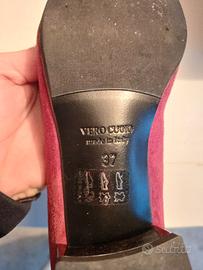 VERO CUOIO
made in Italy
37
subito